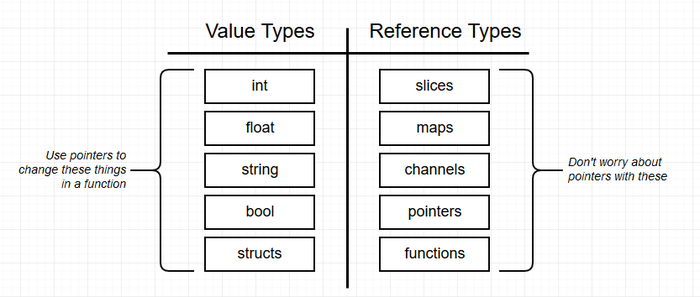 Value Types
Reference Types
int
slices
float
maps
Use pointers to
change these things
in a function
string
channels
Don't worry about
pointers with these
bool
pointers
structs
functions